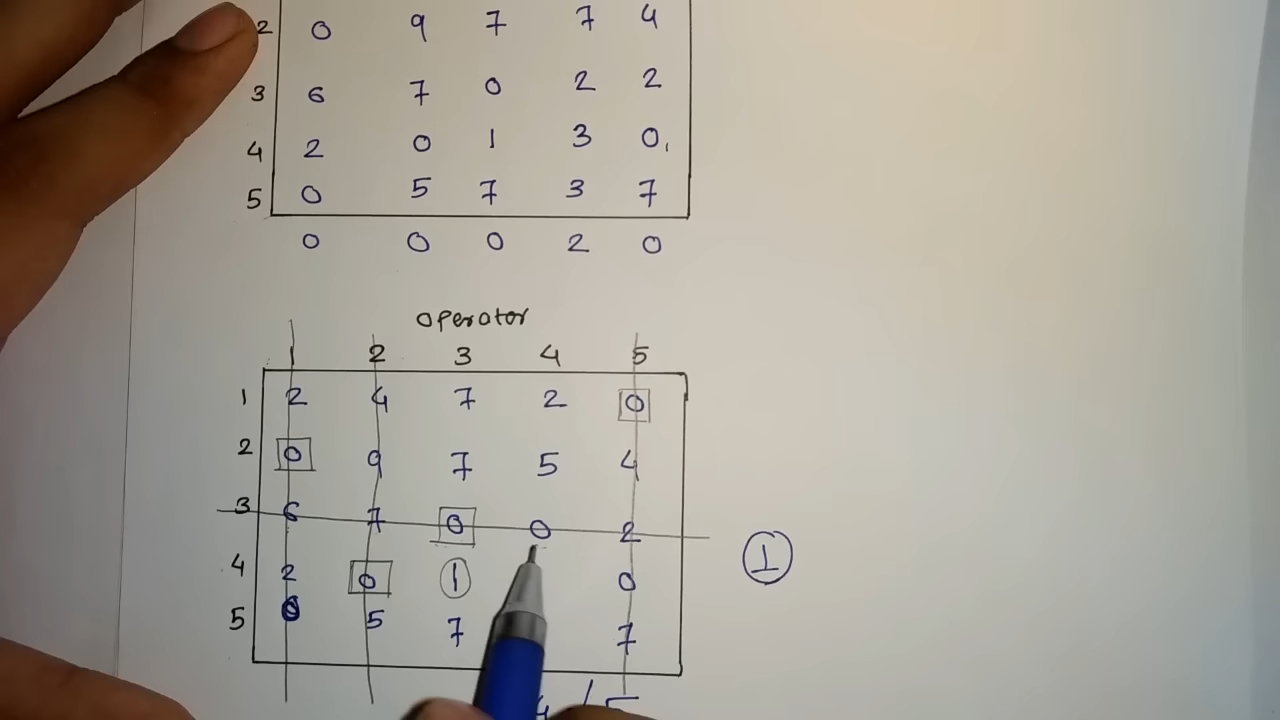 2 0 9 7 7 4
3 6 7 0 2 2
4 2 0 1 3 0
5 0 5 7 3 7
0 0 0 2 0
operator
1 2 3 4 5
1 2 4 7 2 0
2 0 9 7 5 4
3 6 7 0 0 2
4 2 0 1 0
5 0 5 7 7
1
4/5